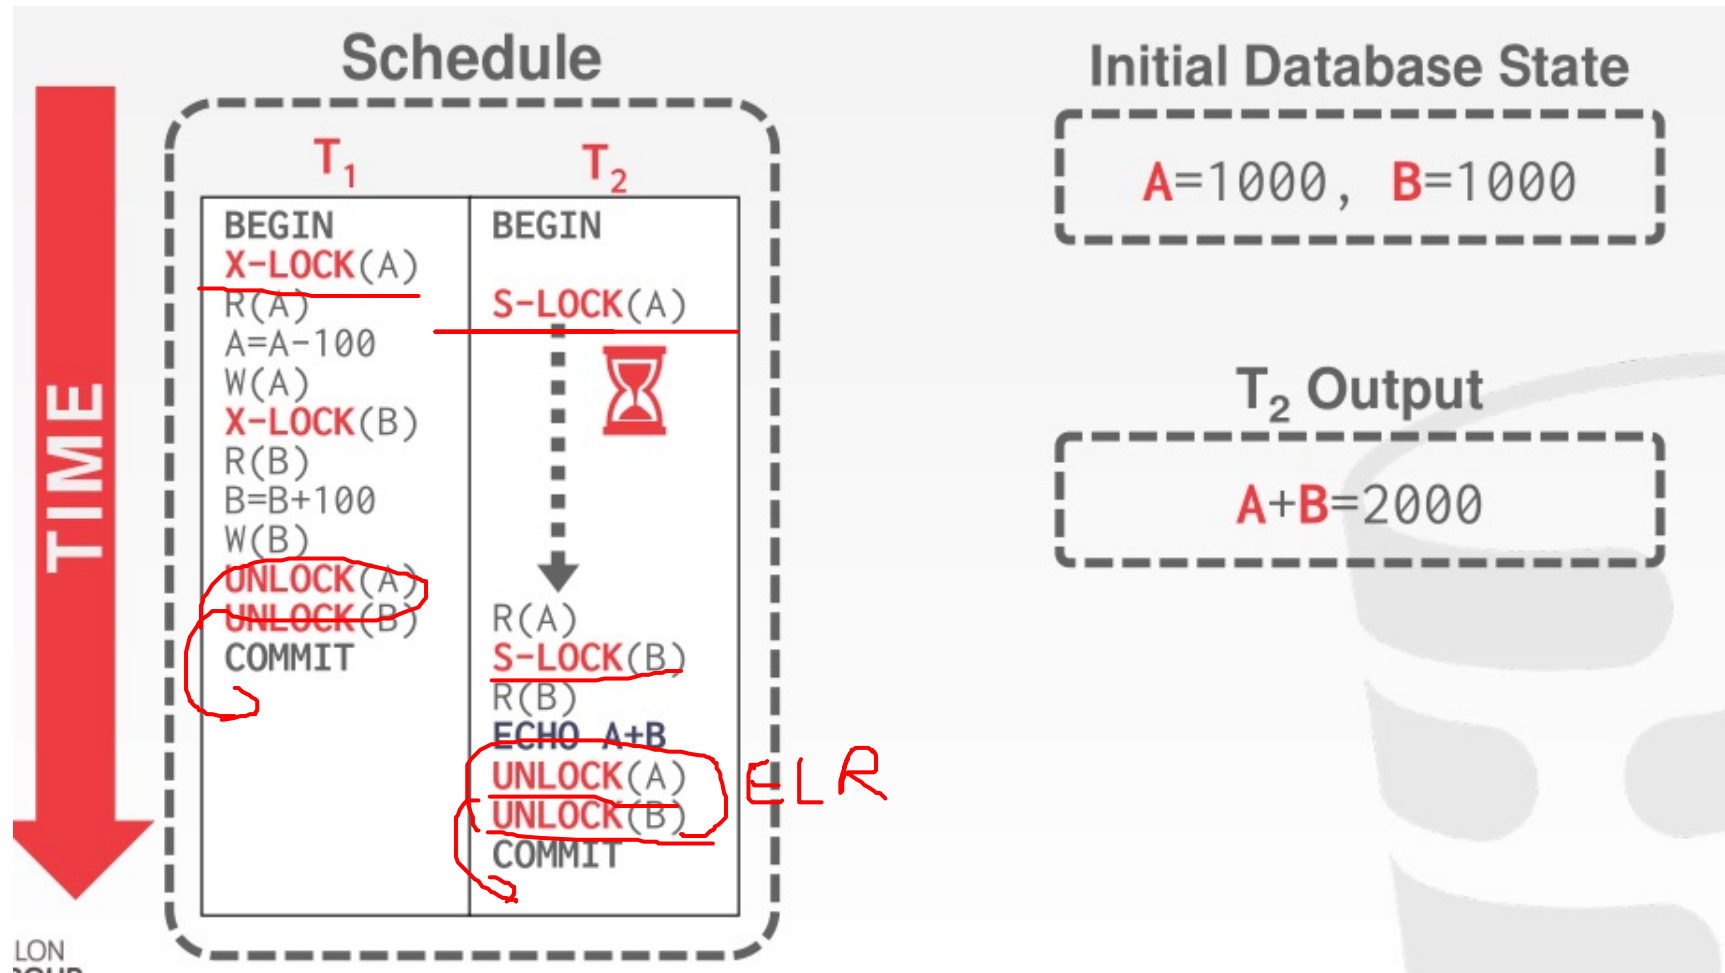 Schedule
TIME
T1
BEGIN
X-LOCK(A)
R(A)
A=A-100
W(A)
X-LOCK(B)
R(B)
B=B+100
W(B)
UNLOCK(A)
UNLOCK(B)
COMMIT
T2
BEGIN
S-LOCK(A)
R(A)
S-LOCK(B)
R(B)
ECHO A+B
UNLOCK(A)
UNLOCK(B)
COMMIT
ELR
Initial Database State
A=1000, B=1000
T2 Output
A+B=2000
LON